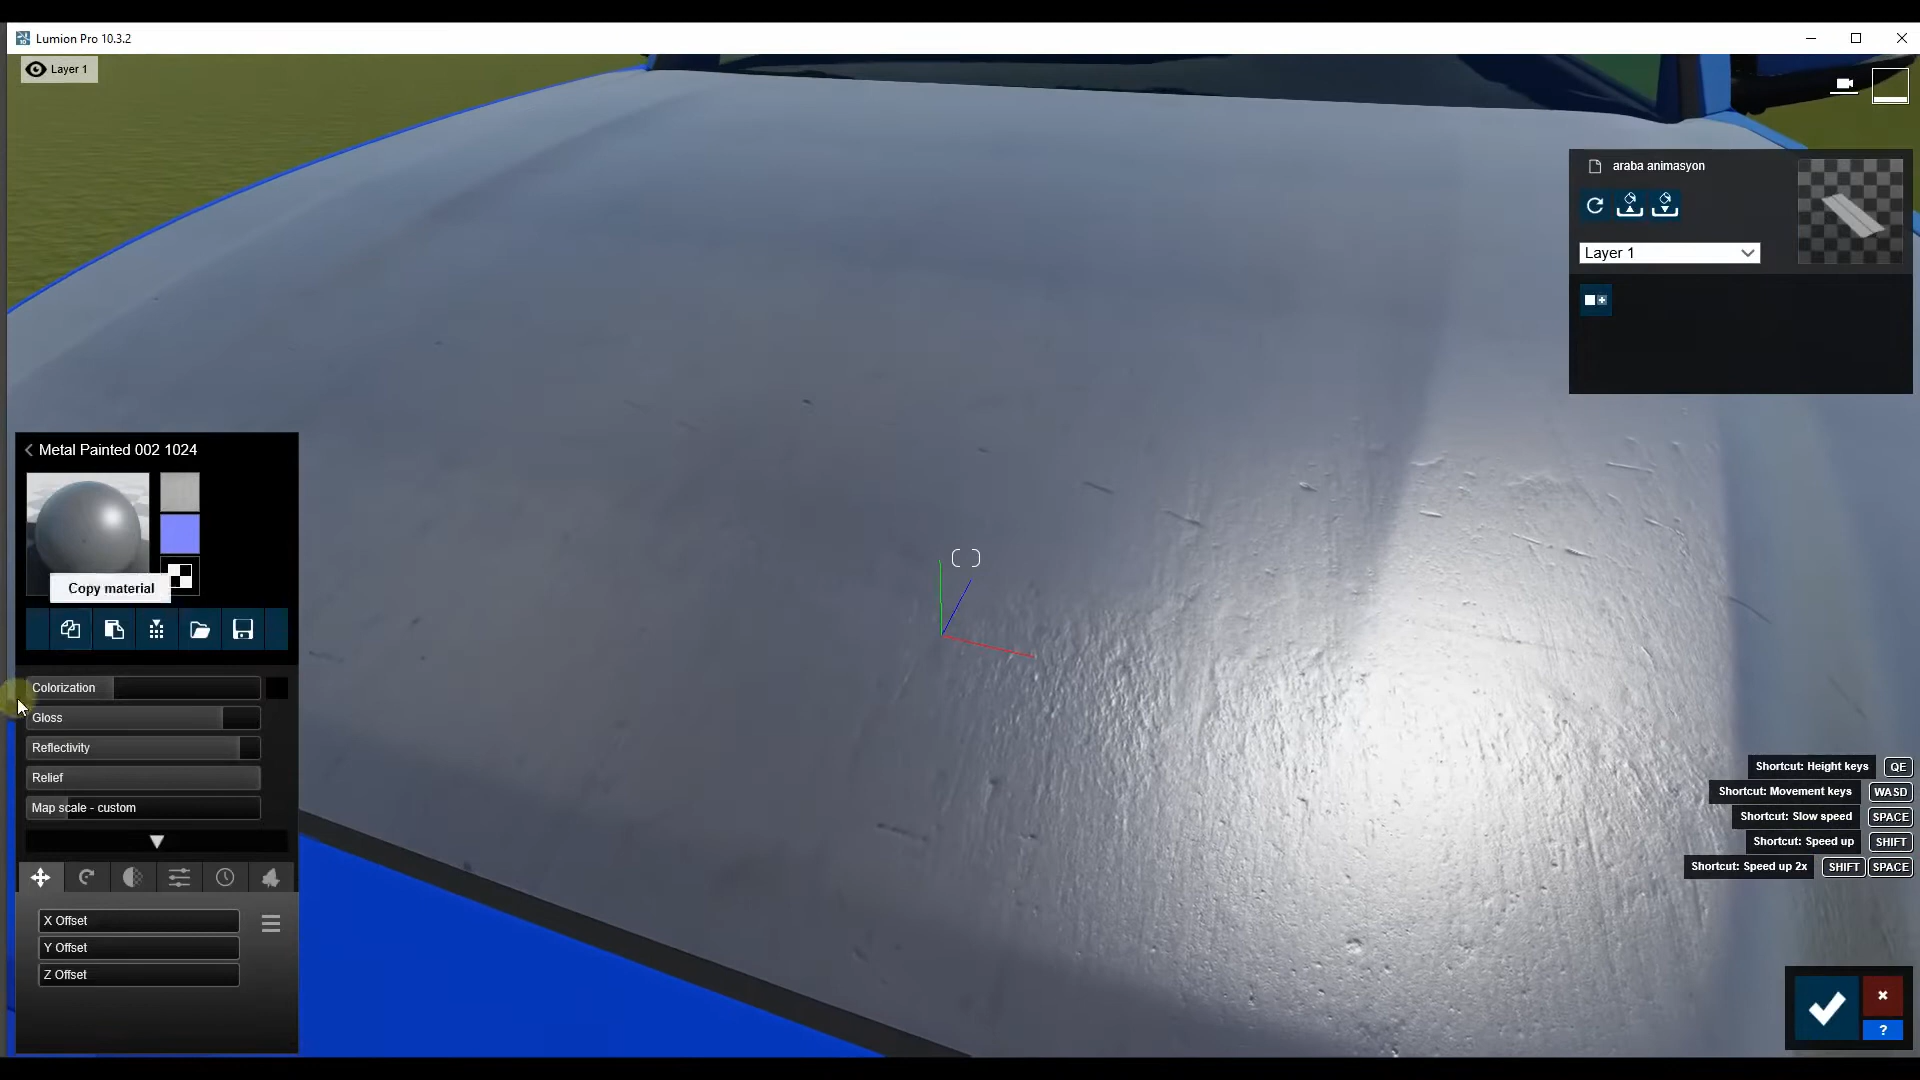 Lumion Pro 10.3.2
Layer 1
araba animasyon
Layer 1
Metal Painted 002 1024
Copy material
Colorization
Gloss
Reflectivity
Relief
Map scale - custom
X Offset
Y Offset
Z Offset
Shortcut: Height keys QE
Shortcut: Movement keys WASD
Shortcut: Slow speed SPACE
Shortcut: Speed up SHIFT
Shortcut: Speed up 2x SHIFT SPACE
?